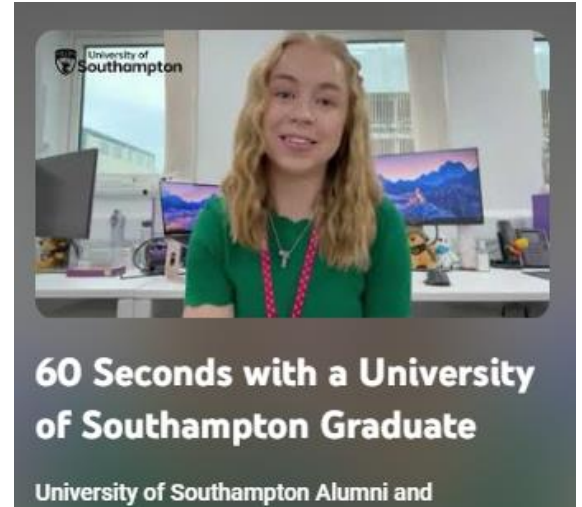 University of
Southampton
60 Seconds with a University
of Southampton Graduate
University of Southampton Alumni and